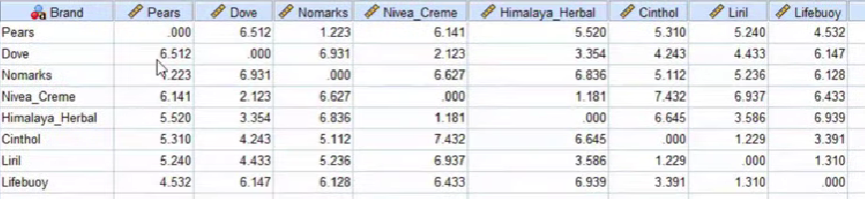 Brand Pears Dove Nomarks Nivea_Creme Himalaya_Herbal Cinthol Liril Lifebuoy
Pears .000 6.512 1.223 6.141 5.520 5.310 5.240 4.532
Dove 6.512 .000 6.931 2.123 3.354 4.243 4.433 6.147
Nomarks 1.223 6.931 .000 6.627 6.836 5.112 5.236 6.128
Nivea_Creme 6.141 2.123 6.627 .000 1.181 7.432 6.937 6.433
Himalaya_Herbal 5.520 3.354 6.836 1.181 .000 6.645 3.586 6.939
Cinthol 5.310 4.243 5.112 7.432 6.645 .000 1.229 3.391
Liril 5.240 4.433 5.236 6.937 3.586 1.229 .000 1.310
Lifebuoy 4.532 6.147 6.128 6.433 6.939 3.391 1.310 .000